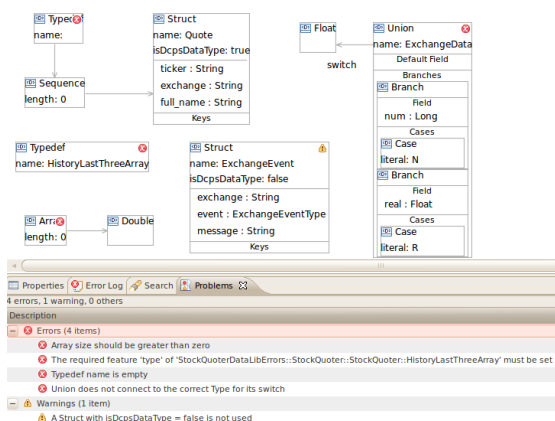 Typedef
name:
Sequence
length: 0
Struct
name: Quote
isDcpsDataType: true
ticker : String
exchange : String
full_name : String
Keys
Float
switch
Union
name: ExchangeData
Default Field
Branches
Branch
Field
num : Long
Cases
Case
literal: N
Branch
Field
real : Float
Cases
Case
literal: R
Typedef
name: HistoryLastThreeArray
Struct
name: ExchangeEvent
isDcpsDataType: false
exchange : String
event : ExchangeEventType
message : String
Keys
length: 0
Double
Properties Error Log Search Problems
4 errors, 1 warning, 0 others
Description
Errors (4 items)
Array size should be greater than zero
The required feature 'type' of 'StockQuoterDataLibErrors::StockQuoter::StockQuoter::HistoryLastThreeArray' must be set
Typedef name is empty
Union does not connect to the correct Type for its switch
Warnings (1 item)
A Struct with isDcpsDataType = false is not used